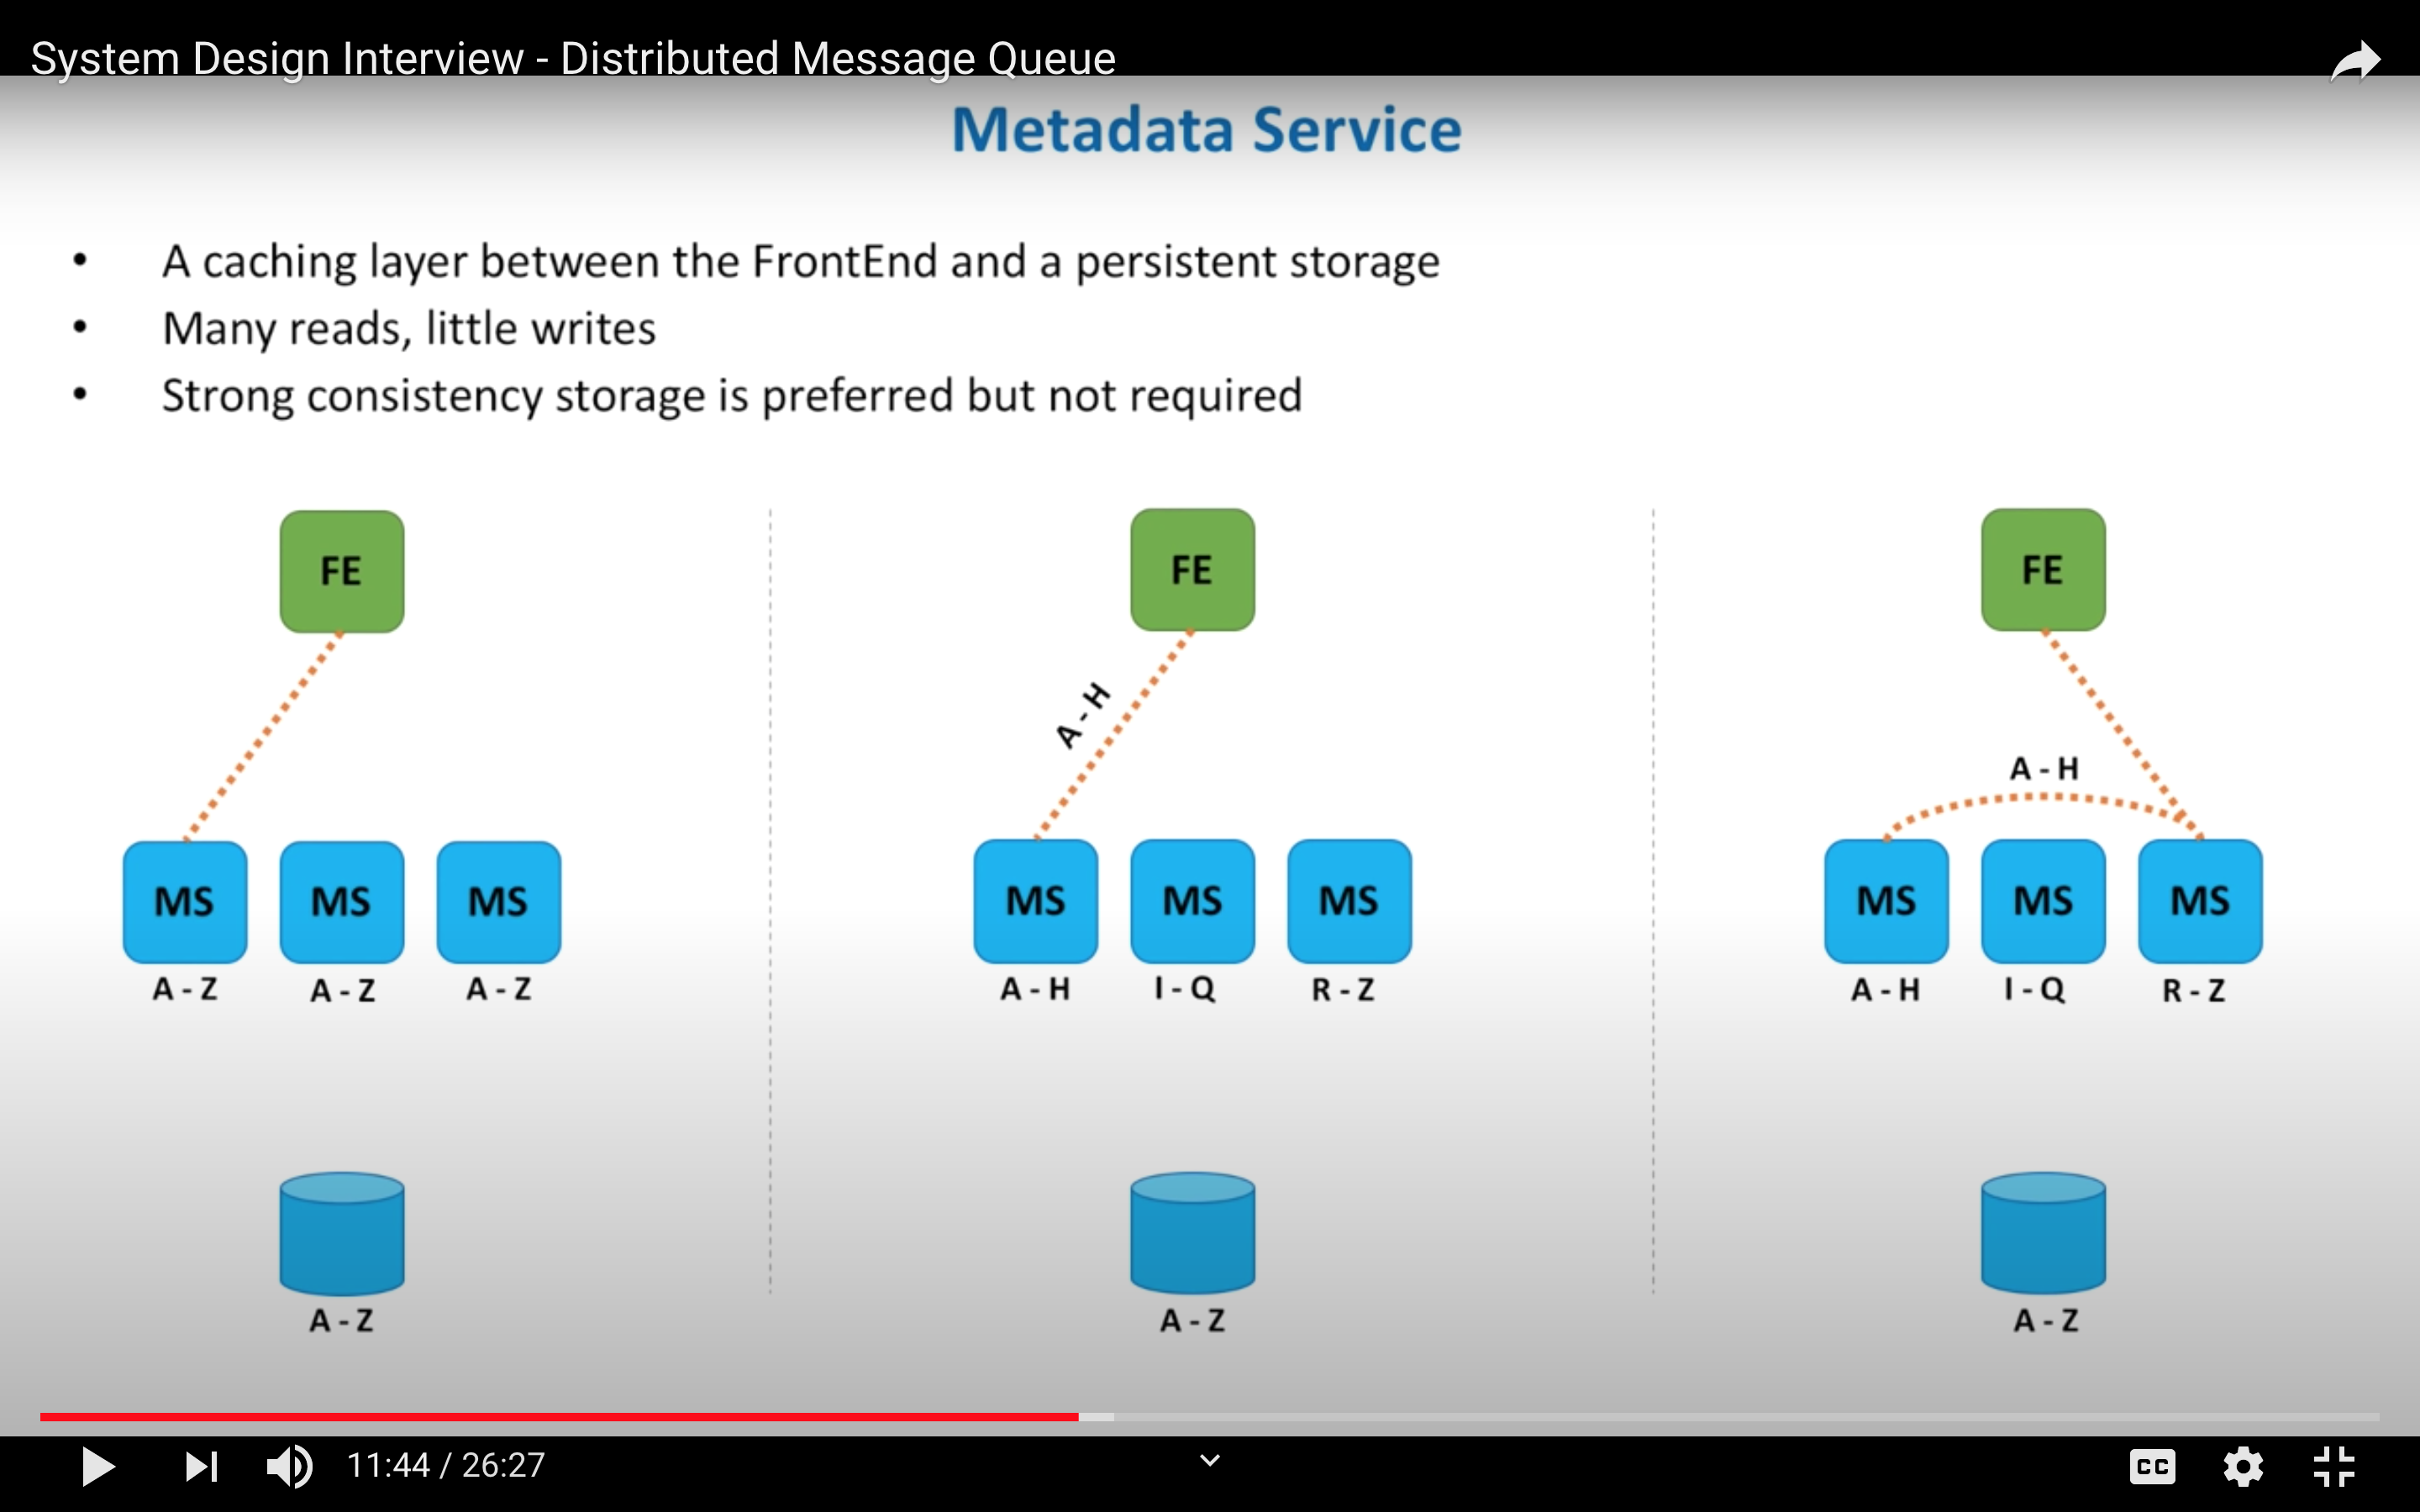 System Design Interview - Distributed Message Queue
Metadata Service
• A caching layer between the FrontEnd and a persistent storage
• Many reads, little writes
• Strong consistency storage is preferred but not required
FE
MS MS MS
A - Z A - Z A - Z
A - Z
FE
A - H
MS MS MS
A - H I - Q R - Z
A - Z
FE
A - H
MS MS MS
A - H I - Q R - Z
A - Z
11:44 / 26:27
CC